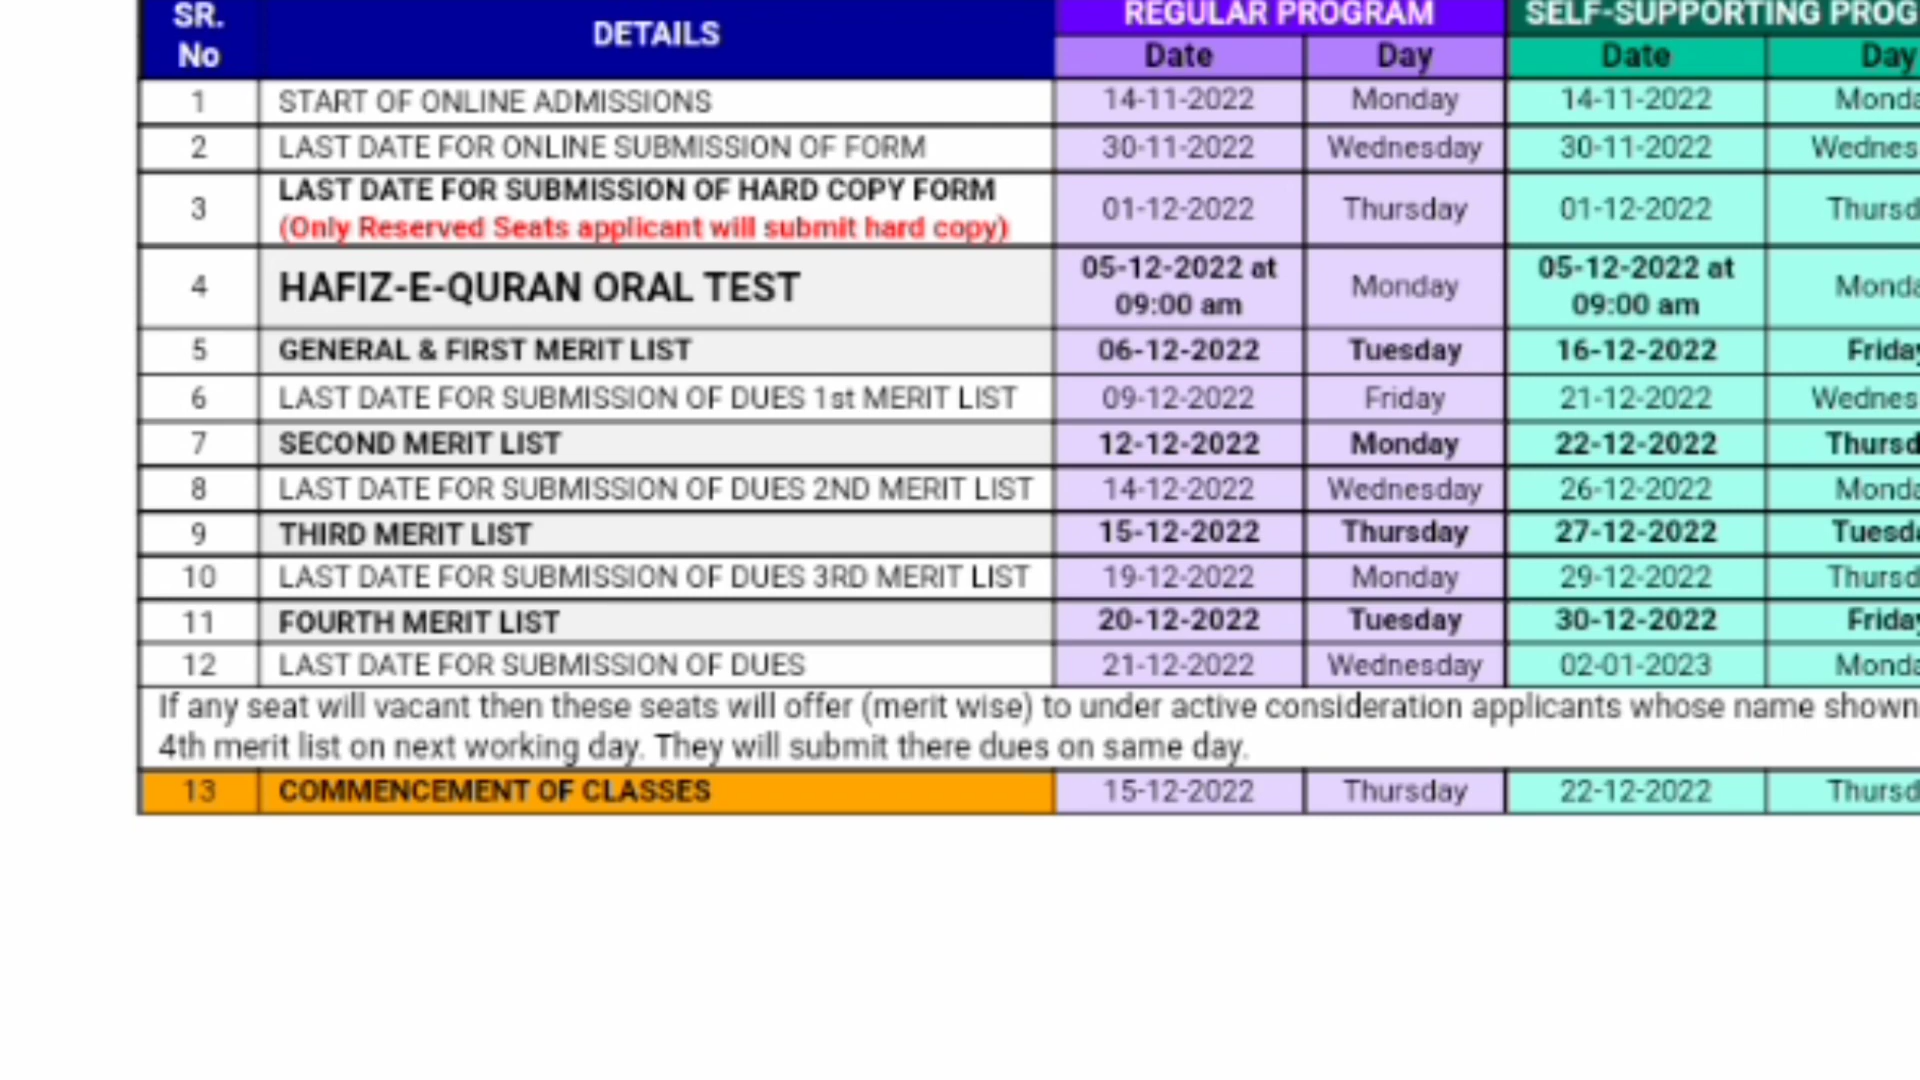 SR. No DETAILS REGULAR PROGRAM SELF-SUPPORTING PROG
Date Day Date Day
1 START OF ONLINE ADMISSIONS 14-11-2022 Monday 14-11-2022 Monda
2 LAST DATE FOR ONLINE SUBMISSION OF FORM 30-11-2022 Wednesday 30-11-2022 Wednes
3 LAST DATE FOR SUBMISSION OF HARD COPY FORM 01-12-2022 Thursday 01-12-2022 Thursd
(Only Reserved Seats applicant will submit hard copy)
4 HAFIZ-E-QURAN ORAL TEST 05-12-2022 at 09:00 am Monday 05-12-2022 at 09:00 am Monda
5 GENERAL & FIRST MERIT LIST 06-12-2022 Tuesday 16-12-2022 Friday
6 LAST DATE FOR SUBMISSION OF DUES 1st MERIT LIST 09-12-2022 Friday 21-12-2022 Wednes
7 SECOND MERIT LIST 12-12-2022 Monday 22-12-2022 Thursd
8 LAST DATE FOR SUBMISSION OF DUES 2ND MERIT LIST 14-12-2022 Wednesday 26-12-2022 Monda
9 THIRD MERIT LIST 15-12-2022 Thursday 27-12-2022 Tuesda
10 LAST DATE FOR SUBMISSION OF DUES 3RD MERIT LIST 19-12-2022 Monday 29-12-2022 Thursd
11 FOURTH MERIT LIST 20-12-2022 Tuesday 30-12-2022 Friday
12 LAST DATE FOR SUBMISSION OF DUES 21-12-2022 Wednesday 02-01-2023 Monda
If any seat will vacant then these seats will offer (merit wise) to under active consideration applicants whose name shown
4th merit list on next working day. They will submit there dues on same day.
13 COMMENCEMENT OF CLASSES 15-12-2022 Thursday 22-12-2022 Thursd